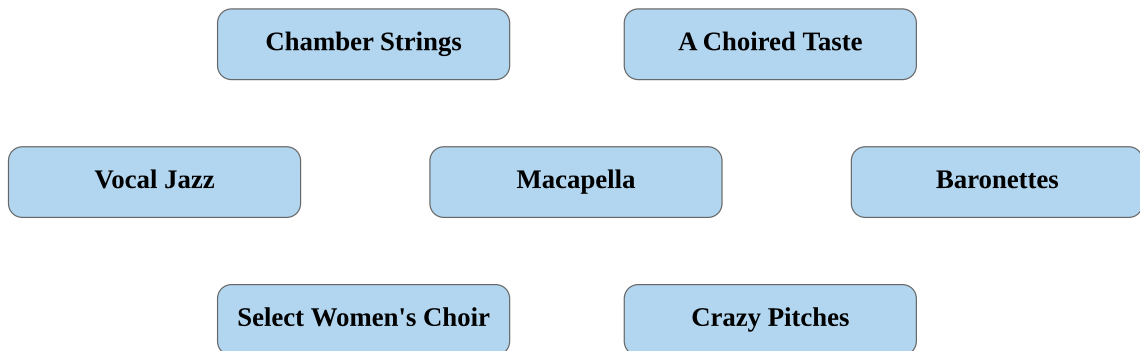 Chamber Strings
A Choired Taste
Vocal Jazz
Macapella
Baronettes
Select Women's Choir
Crazy Pitches